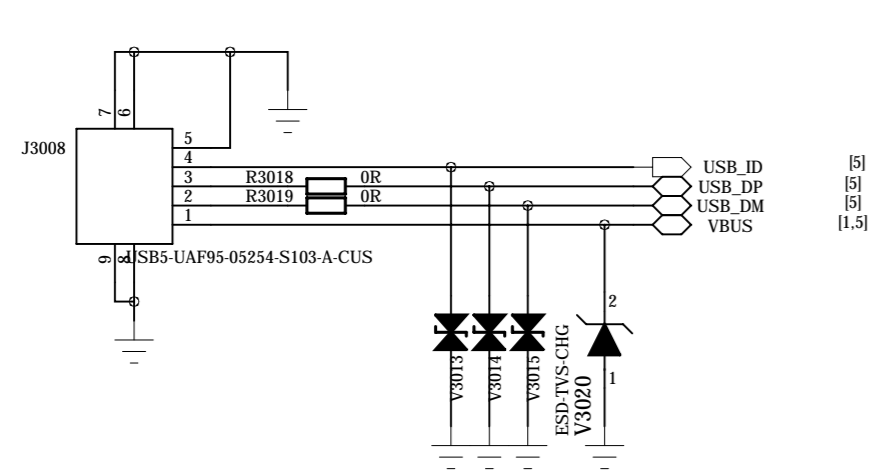 7
6
J3008
5
4
USB_ID [5]
3
R3018 0R
USB_DP [5]
2
R3019 0R
USB_DM [5]
1
VBUS [1,5]
9
8
USB5-UAF95-05254-S103-A-CUS
2
V3013
V3014
V3015
ESD-TVS-CHG
V3020
1